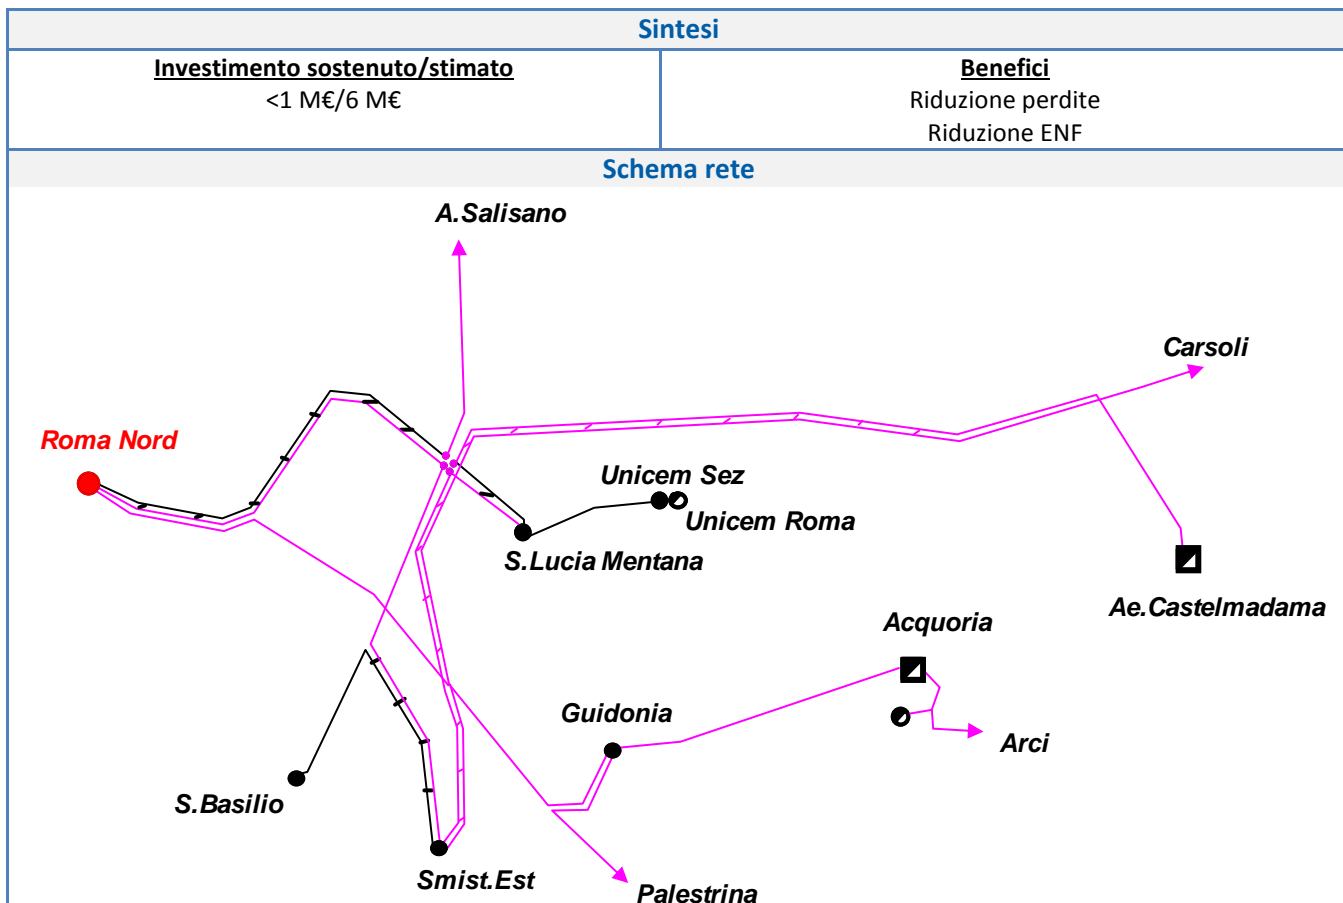 Sintesi
Investimento sostenuto/stimato
<1 M€/6 M€
Benefici
Riduzione perdite
Riduzione ENF
Schema rete
A.Salisano
Carsoli
Roma Nord
Unicem Sez
Unicem Roma
S.Lucia Mentana
Ae.Castelmadama
Acquoria
Guidonia
Arci
S.Basilio
Smist.Est
Palestrina